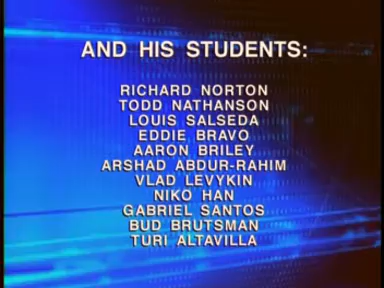 AND HIS STUDENTS:
RICHARD NORTON
TODD NATHANSON
LOUIS SALSEDA
EDDIE BRAVO
AARON BRILEY
ARSHAD ABDUR-RAHIM
VLAD LEVYKIN
NIKO HAN
GABRIEL SANTOS
BUD BRUTSMAN
TURI ALTAVILLA